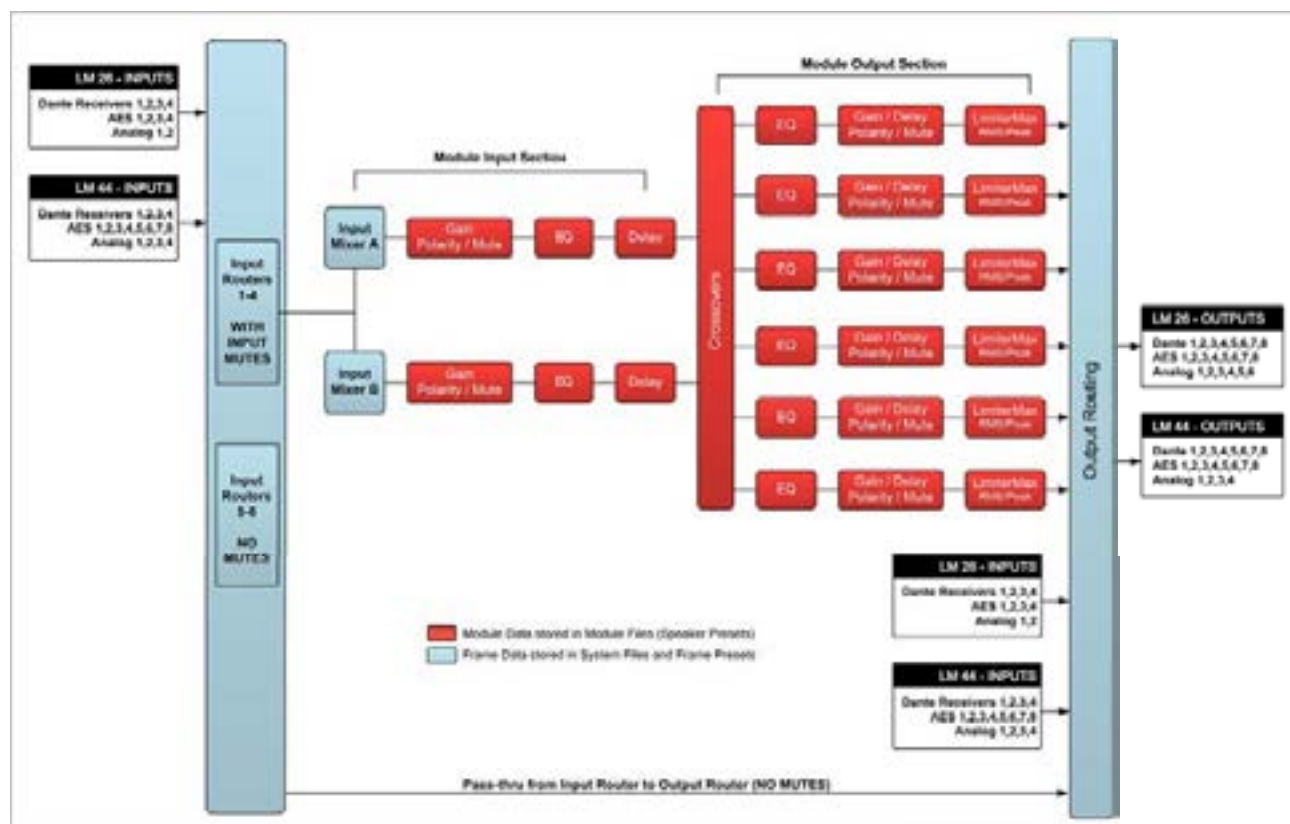 LM 26 - INPUTS
Dante Receivers 1,2,3,4
AES 1,2,3,4
Analog 1,2
LM 44 - INPUTS
Dante Receivers 1,2,3,4
AES 1,2,3,4,5,6,7,8
Analog 1,2,3,4
Input
Routers
1-4
WITH
INPUT
MUTES
Input
Routers
5-8
NO
MUTES
Module Input Section
Input
Mixer A
Gain
Polarity / Mute
EQ
Delay
Input
Mixer B
Gain
Polarity / Mute
EQ
Delay
Crossovers
Module Output Section
EQ
Gain / Delay
Polarity / Mute
LimiterMax
RMS/Peak
EQ
Gain / Delay
Polarity / Mute
LimiterMax
RMS/Peak
EQ
Gain / Delay
Polarity / Mute
LimiterMax
RMS/Peak
EQ
Gain / Delay
Polarity / Mute
LimiterMax
RMS/Peak
EQ
Gain / Delay
Polarity / Mute
LimiterMax
RMS/Peak
EQ
Gain / Delay
Polarity / Mute
LimiterMax
RMS/Peak
Output Routing
LM 26 - OUTPUTS
Dante 1,2,3,4,5,6,7,8
AES 1,2,3,4,5,6,7,8
Analog 1,2,3,4,5,6
LM 44 - OUTPUTS
Dante 1,2,3,4,5,6,7,8
AES 1,2,3,4,5,6,7,8
Analog 1,2,3,4
LM 26 - INPUTS
Dante Receivers 1,2,3,4
AES 1,2,3,4
Analog 1,2
LM 44 - INPUTS
Dante Receivers 1,2,3,4
AES 1,2,3,4,5,6,7,8
Analog 1,2,3,4
Module Data stored in Module Files (Speaker Presets)
Frame Data stored in System Files and Frame Presets
Pass-thru from Input Router to Output Router (NO MUTES)